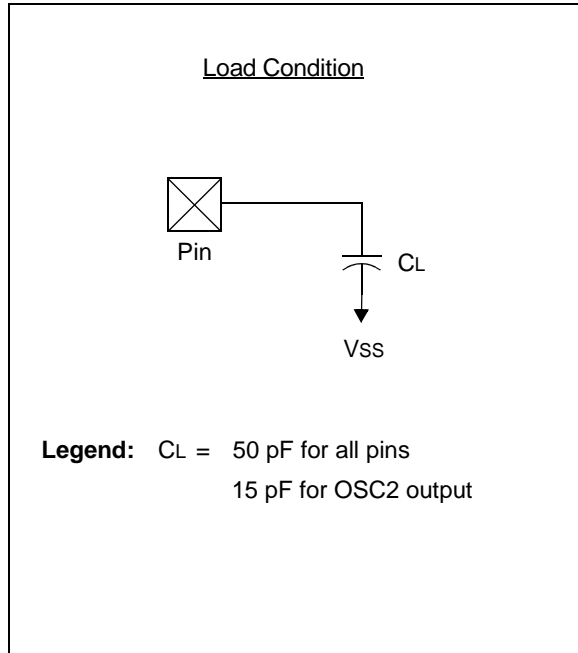 Load Condition
Pin
CL
VSS
Legend: CL = 50 pF for all pins
15 pF for OSC2 output